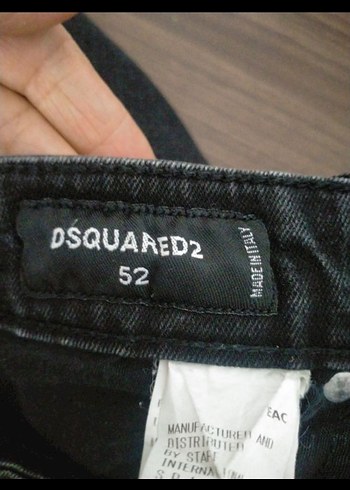 DSQUARED2
52
MADE IN ITALY
EAC
MANUFACTURED AND
DISTRIBUTED
BY STAFF